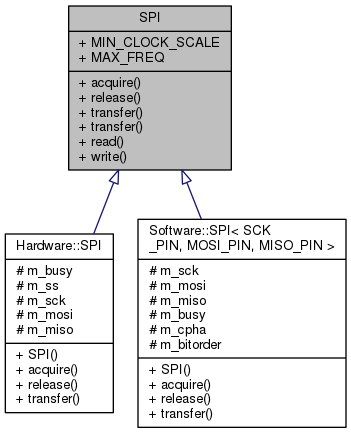 SPI
+ MIN_CLOCK_SCALE
+ MAX_FREQ
+ acquire()
+ release()
+ transfer()
+ transfer()
+ read()
+ write()
Hardware::SPI
# m_busy
# m_ss
# m_sck
# m_mosi
# m_miso
+ SPI()
+ acquire()
+ release()
+ transfer()
Software::SPI< SCK
_PIN, MOSI_PIN, MISO_PIN >
# m_sck
# m_mosi
# m_miso
# m_busy
# m_cpha
# m_bitorder
+ SPI()
+ acquire()
+ release()
+ transfer()